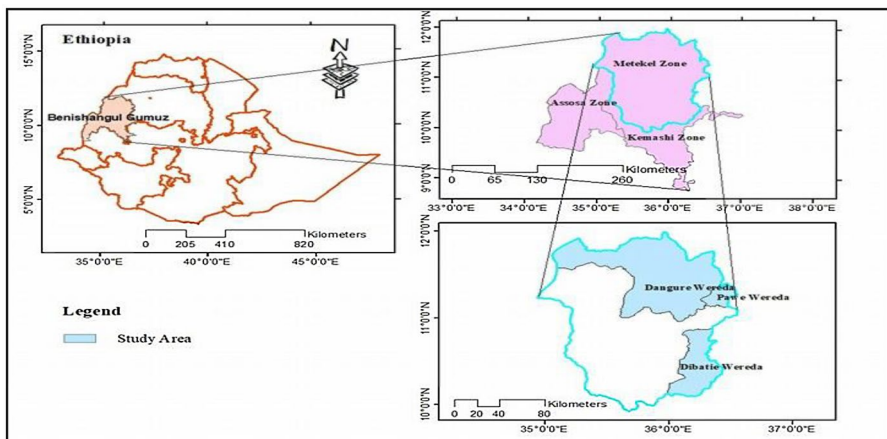 Ethiopia
N
15°0'0"N
10°0'0"N
5°0'0"N
Benishangul Gumuz
Kilometers
0 205 410 820
35°0'0"E 40°0'0"E 45°0'0"E
Legend
Study Area
12°0'0"N
11°0'0"N
10°0'0"N
9°0'0"N
Metekel Zone
Assosa Zone
Kemashi Zone
Kilometers
0 65 130 260
33°0'0"E 34°0'0"E 35°0'0"E 36°0'0"E 37°0'0"E 38°0'0"E
12°0'0"N
11°0'0"N
10°0'0"N
Dangure Wereda
Pawe Wereda
Dibatie Wereda
Kilometers
0 20 40 80
35°0'0"E 36°0'0"E 37°0'0"E